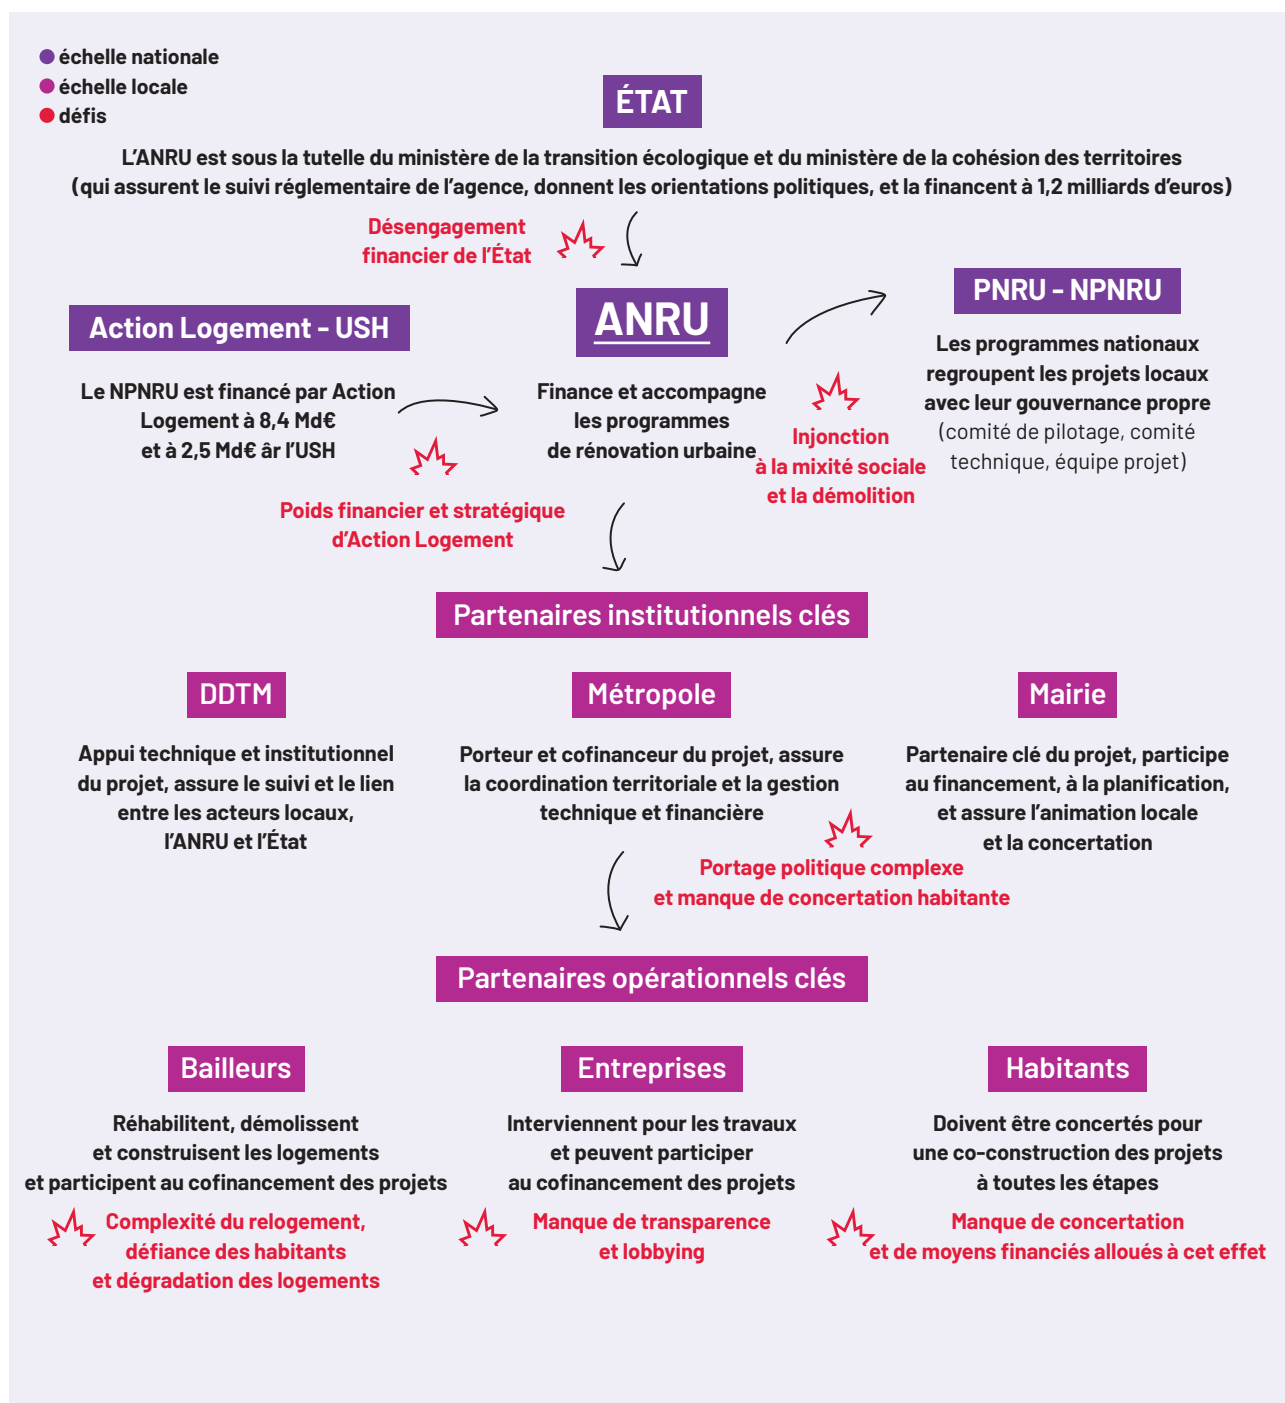 échelle nationale
échelle locale
défis
ÉTAT
L'ANRU est sous la tutelle du ministère de la transition écologique et du ministère de la cohésion des territoires
(qui assurent le suivi réglementaire de l'agence, donnent les orientations politiques, et la financent à 1,2 milliards d'euros)
Désengagement
financier de l'État
Action Logement - USH
Le NPNRU est financé par Action
Logement à 8,4 Md€
et à 2,5 Md€ âr l'USH
Poids financier et stratégique
d'Action Logement
ANRU
Finance et accompagne
les programmes
de rénovation urbaine
Injonction
à la mixité sociale
et la démolition
PNRU - NPNRU
Les programmes nationaux
regroupent les projets locaux
avec leur gouvernance propre
(comité de pilotage, comité
technique, équipe projet)
Partenaires institutionnels clés
DDTM
Appui technique et institutionnel
du projet, assure le suivi et le lien
entre les acteurs locaux,
l'ANRU et l'État
Métropole
Porteur et cofinanceur du projet, assure
la coordination territoriale et la gestion
technique et financière
Mairie
Partenaire clé du projet, participe
au financement, à la planification,
et assure l'animation locale
et la concertation
Portage politique complexe
et manque de concertation habitante
Partenaires opérationnels clés
Bailleurs
Réhabilitent, démolissent
et construisent les logements
et participent au cofinancement des projets
Complexité du relogement,
défiance des habitants
et dégradation des logements
Entreprises
Interviennent pour les travaux
et peuvent participer
au cofinancement des projets
Manque de transparence
et lobbying
Habitants
Doivent être concertés pour
une co-construction des projets
à toutes les étapes
Manque de concertation
et de moyens financiés alloués à cet effet